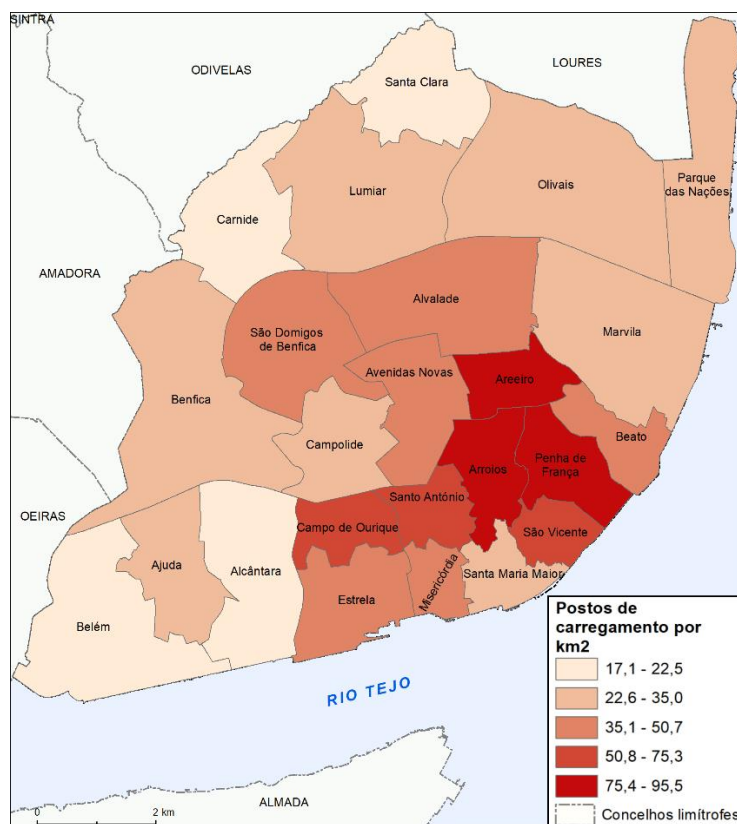 SINTRA
ODIVELAS
LOURES
Santa Clara
Lumiar
Olivais
Parque
das Nações
Carnide
AMADORA
Alvalade
São Domigos
de Benfica
Marvila
Avenidas Novas
Areeiro
Benfica
Campolide
Beato
Arroios
Penha de
França
OEIRAS
Santo António
Campo de Ourique
São Vicente
Ajuda
Alcântara
Santa Maria Maior
Misericórdia
Estrela
Belém
RIO TEJO
ALMADA
0 2 km
Postos de
carregamento por
km2
17,1 - 22,5
22,6 - 35,0
35,1 - 50,7
50,8 - 75,3
75,4 - 95,5
Concelhos limítrofes